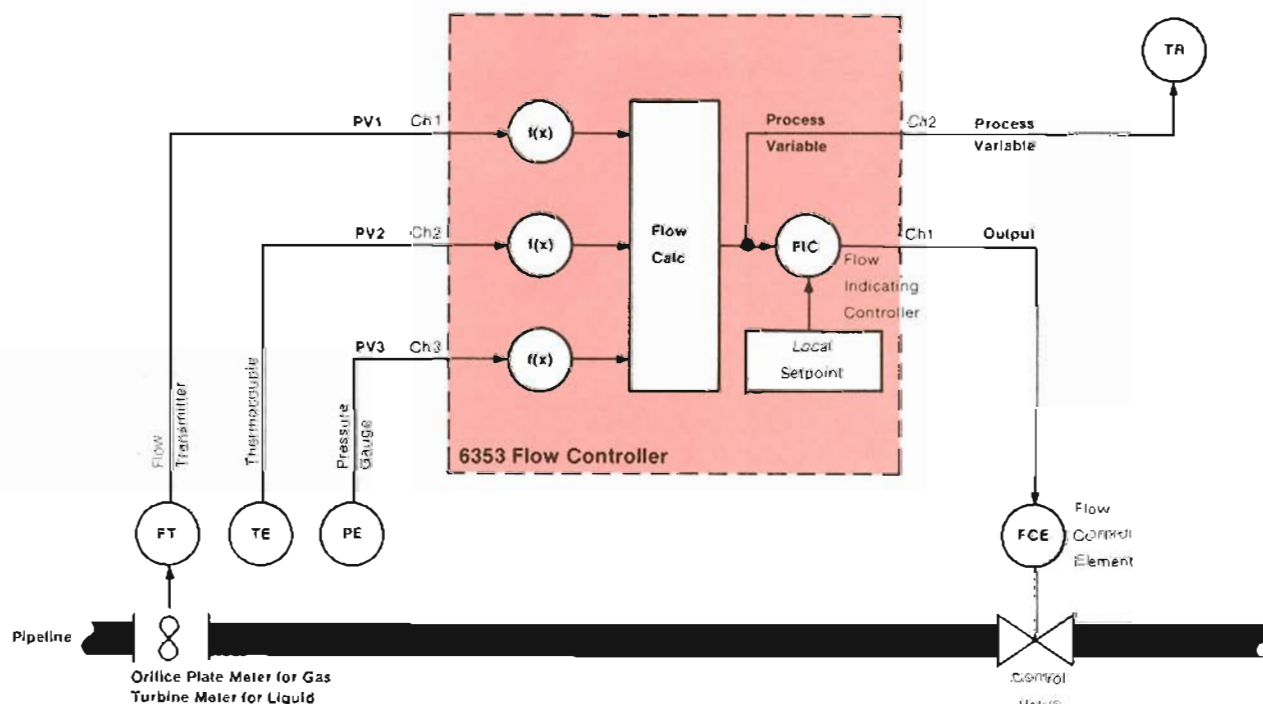 TR
PV1 Ch1
f(x)
Process
Variable
Ch2
Process
Variable
PV2 Ch2
f(x)
Flow
Calc
FIC
Flow
Indicating
Controller
Ch1
Output
PV3 Ch3
f(x)
Local
Setpoint
Flow
Transmitter
Thermocouple
Pressure
Gauge
6353 Flow Controller
FT
TE
PE
FCE
Flow
Control
Element
Pipeline
Orifice Plate Meter for Gas
Turbine Meter for Liquid
Control